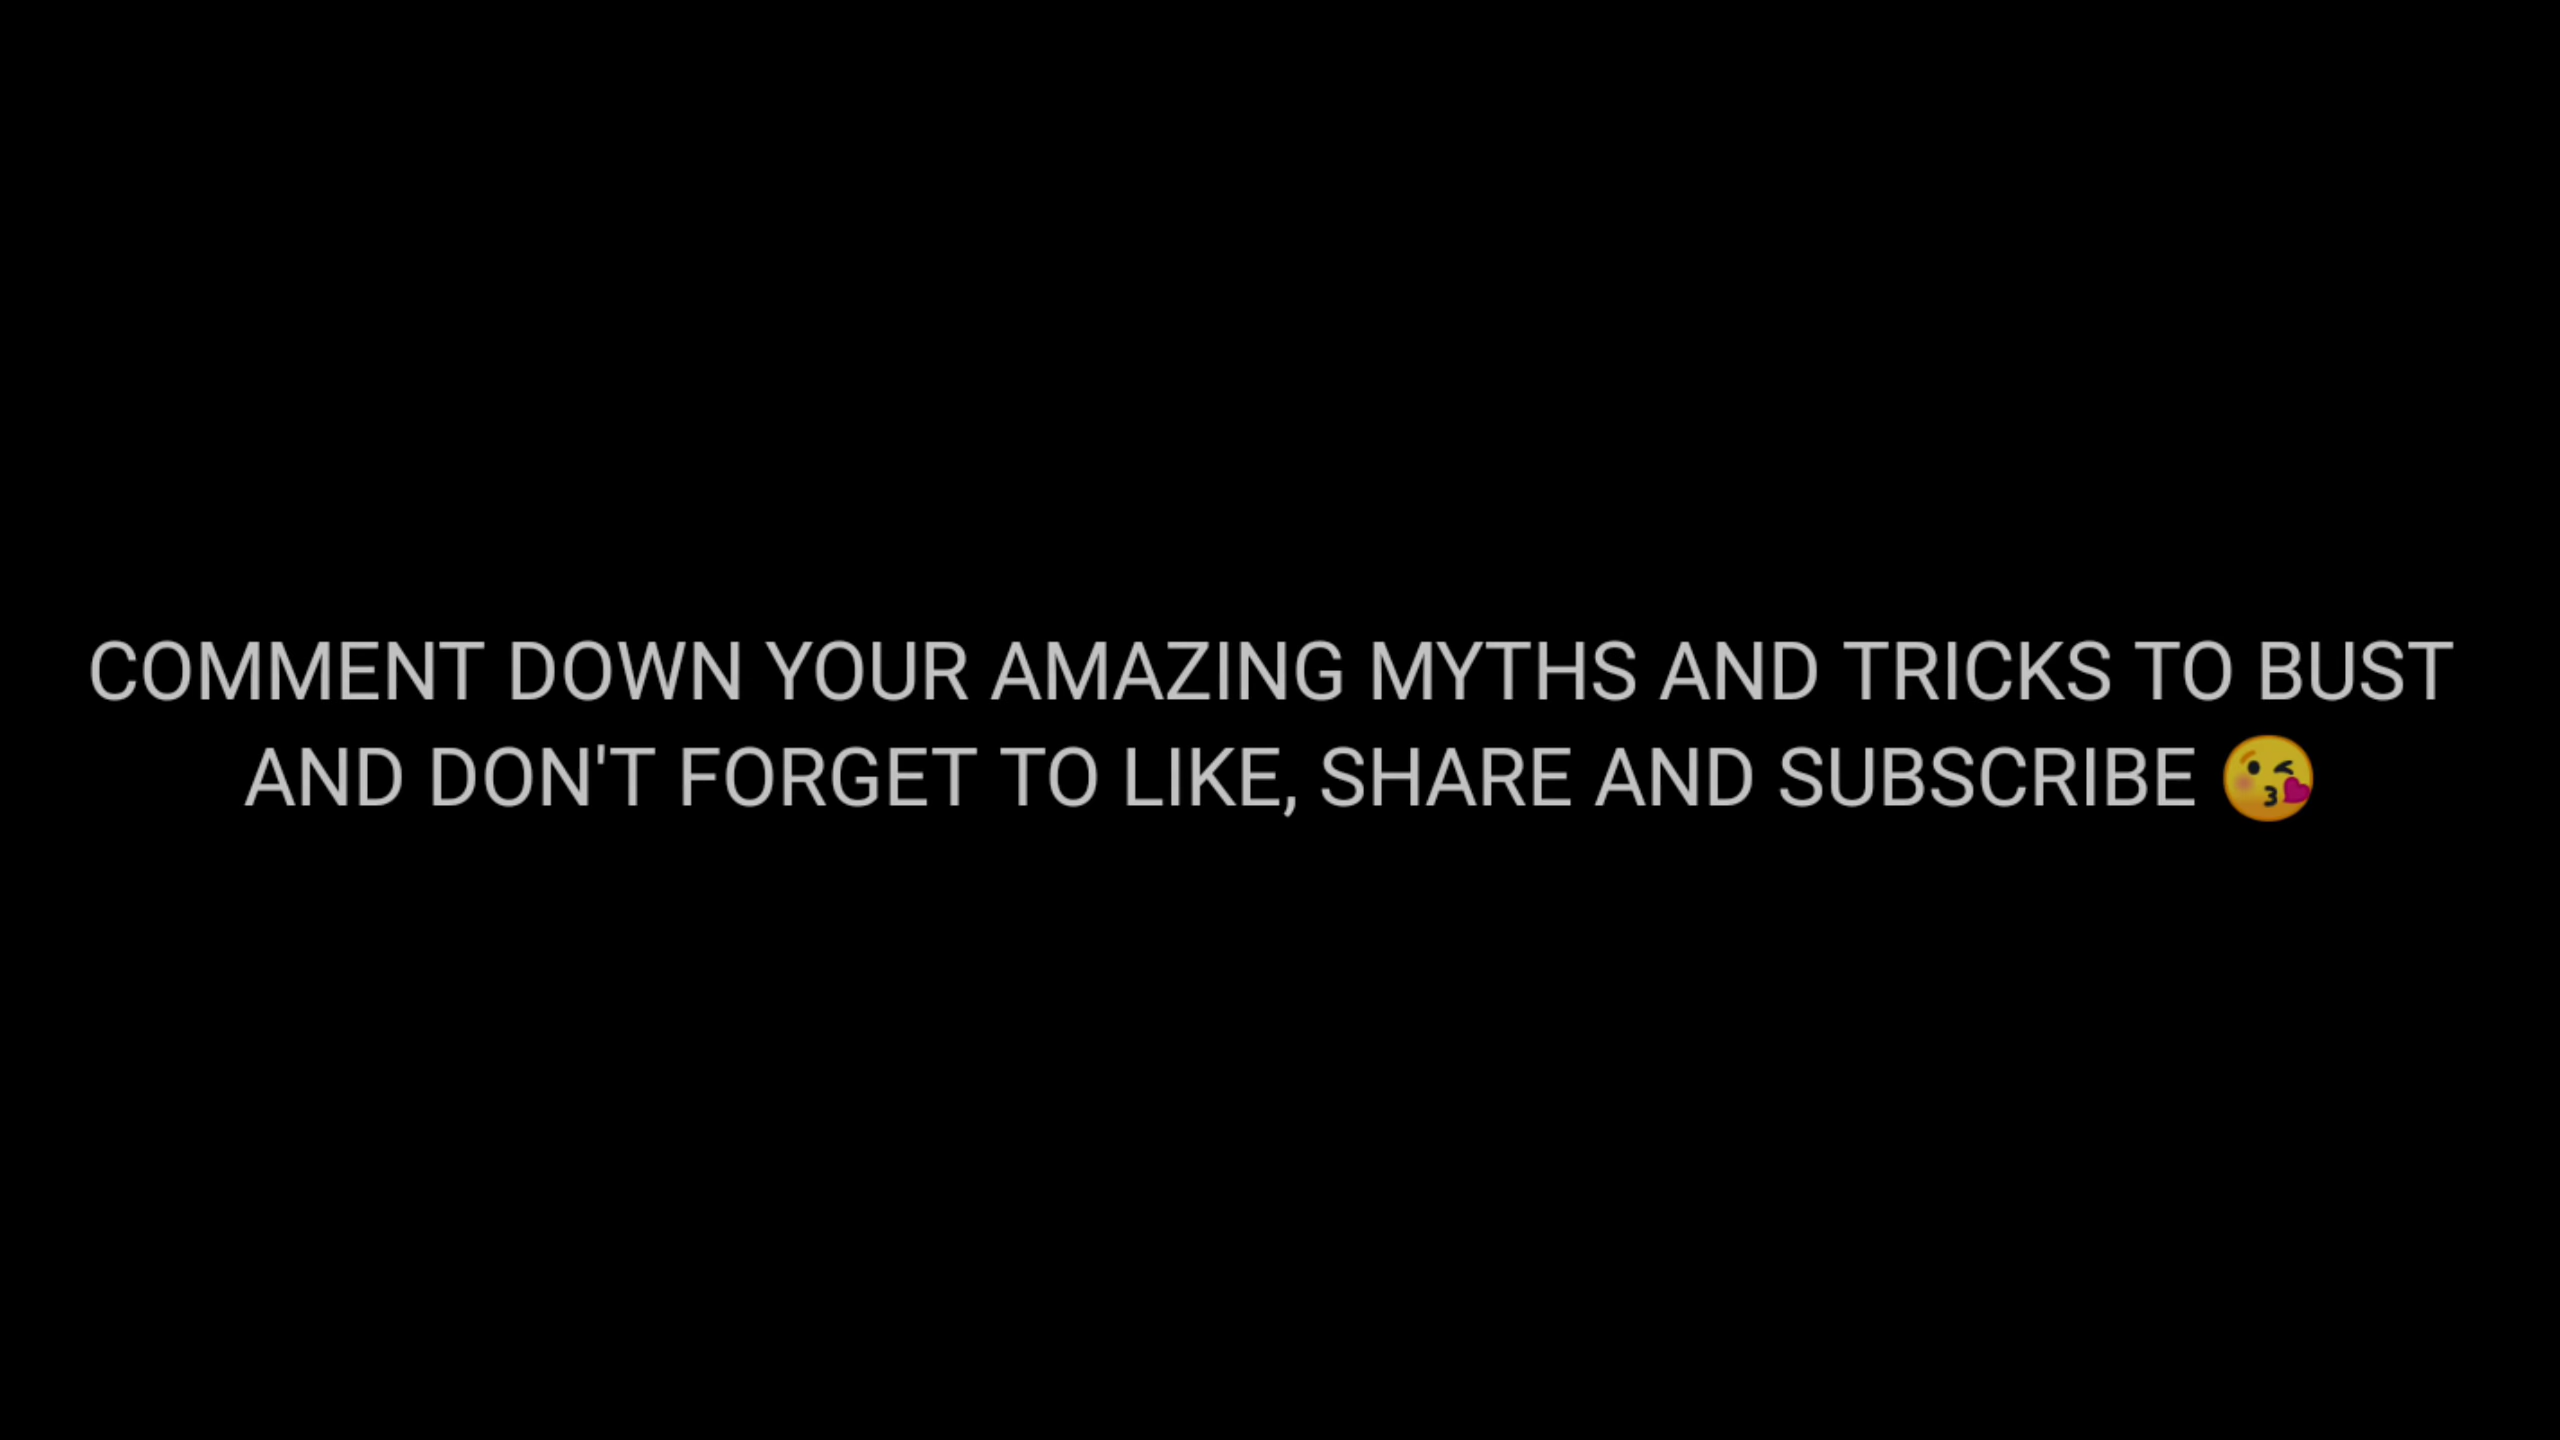 COMMENT DOWN YOUR AMAZING MYTHS AND TRICKS TO BUST
AND DON'T FORGET TO LIKE, SHARE AND SUBSCRIBE 😘